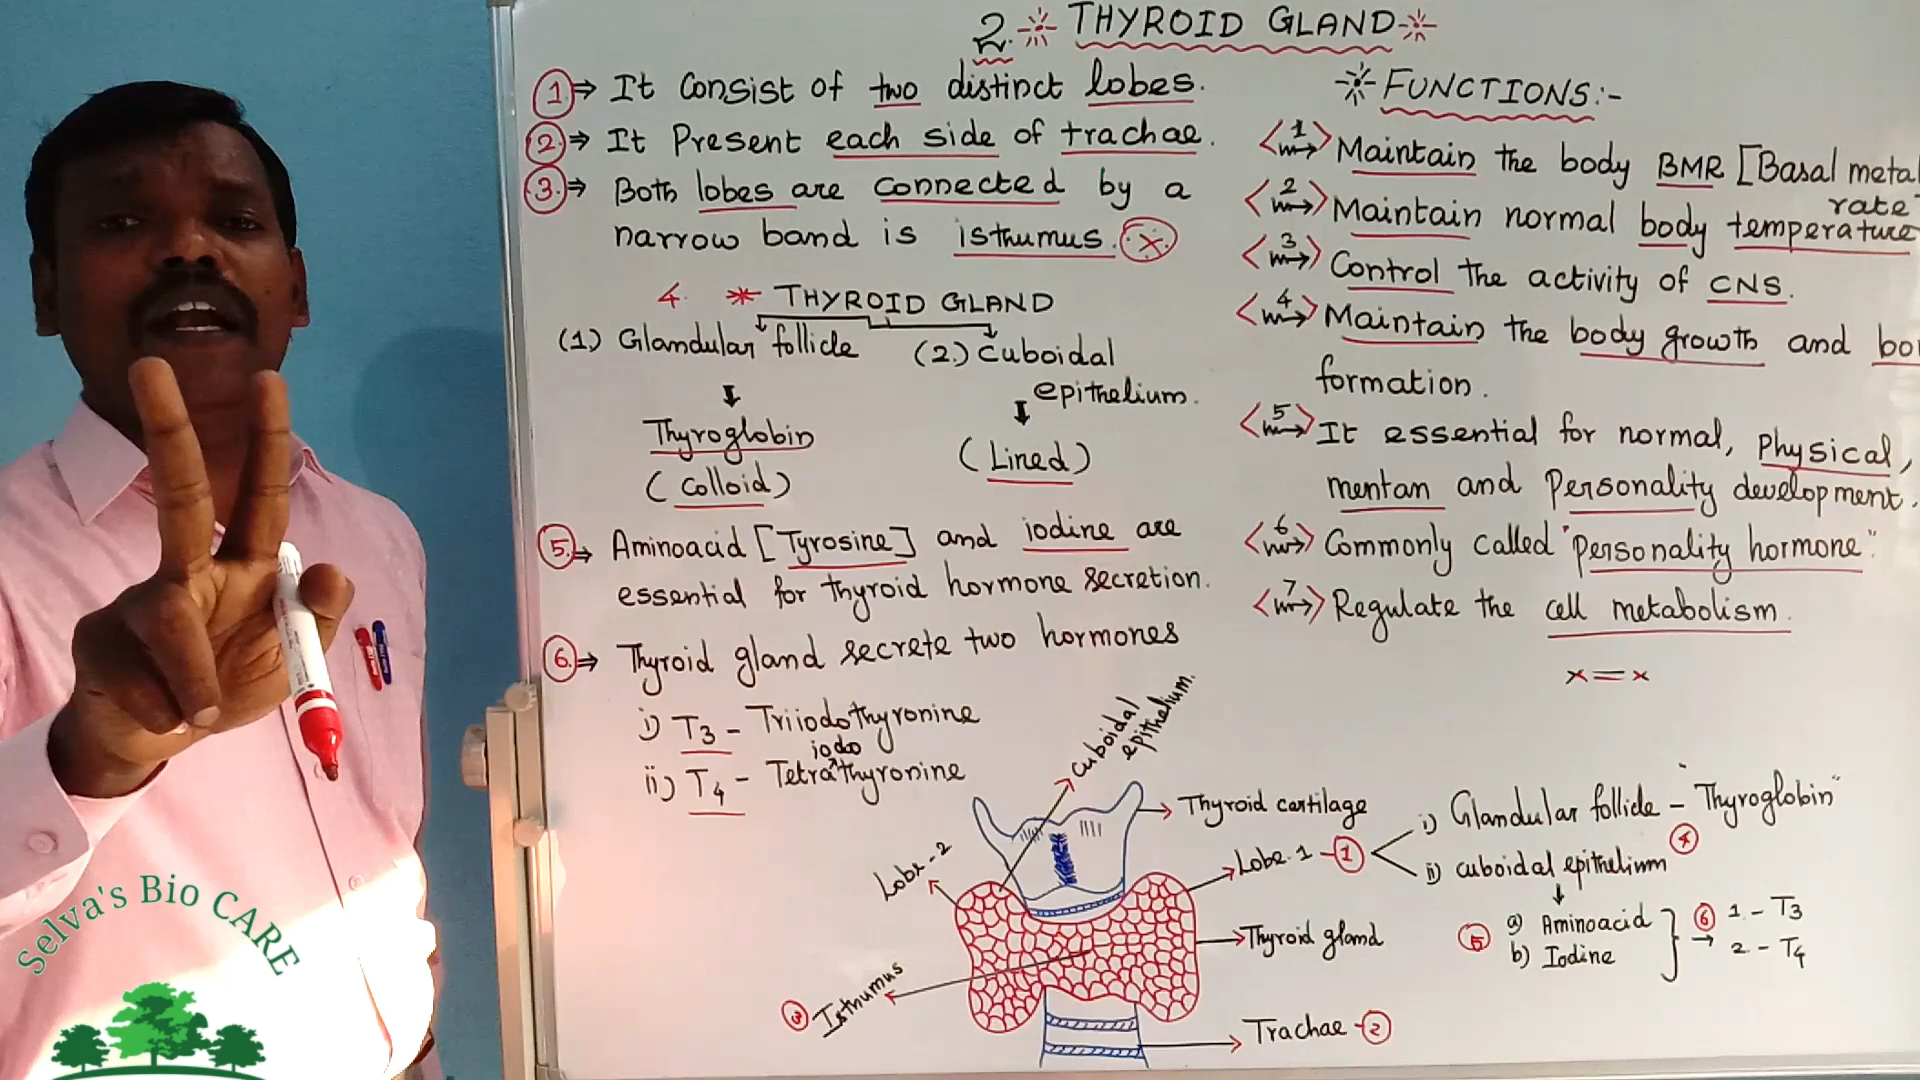 2. THYROID GLAND
1 ⇒ It Consist of two distinct lobes.
2. ⇒ It Present each side of trachae.
3. ⇒ Both lobes are connected by a
narrow band is isthumus. x
4. * THYROID GLAND
(1) Glandular follicle
(2.) Cuboidal
epithelium.
Thyroglobin
(Colloid)
(Lined)
5. ⇒ Aminoacid [Tyrosine] and iodine are
essential for thyroid hormone secretion.
6. ⇒ Thyroid gland secrete two hormones
i) T3 - Triiodothyronine
iodo
ii) T4 - Tetra^thyronine
FUNCTIONS:-
1 Maintain the body BMR [Basal metal
rate
2 Maintain normal body temperature
3 Control the activity of CNS.
4 Maintain the body growth and bo
formation.
5 It essential for normal, Physical,
mentam and Personality development.
6 Commonly called "Personality hormone".
7 Regulate the cell metabolism.
x = x
cuboidal
epithelium.
Thyroid cartilage
Lobe-2
Lobe.1 - 1
i) Glandular follicle - "Thyroglobin"
4
ii) cuboidal epithelium
Thyroid gland
5 a) Aminoacid
b) Iodine
6 1 - T3
2 - T4
3 Isthumus
Trachae - 2
Selva's Bio CARE